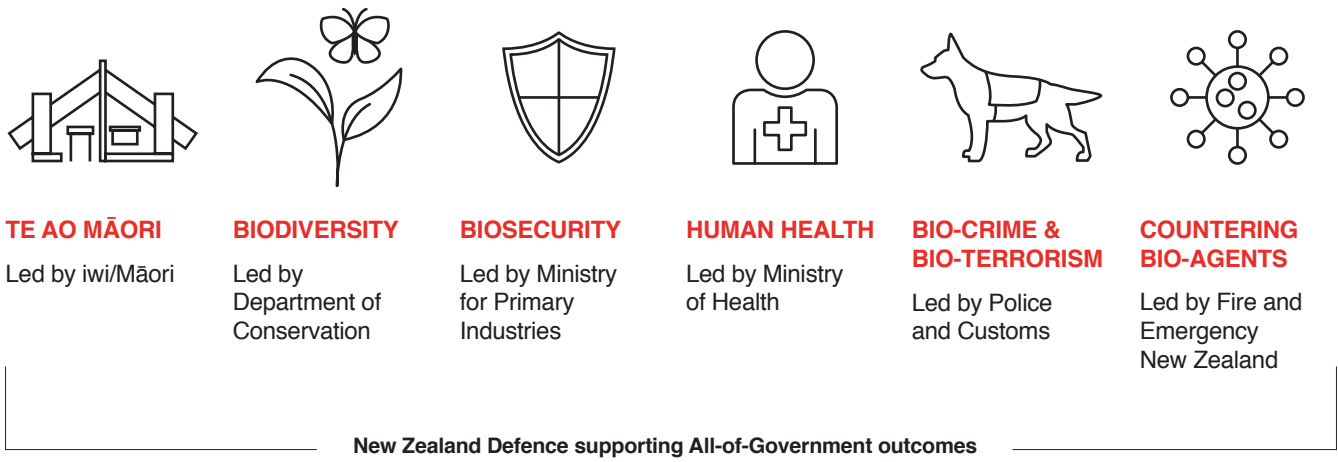 TE AO MĀORI
Led by iwi/Māori
BIODIVERSITY
Led by
Department of
Conservation
BIOSECURITY
Led by Ministry
for Primary
Industries
HUMAN HEALTH
Led by Ministry
of Health
BIO-CRIME &
BIO-TERRORISM
Led by Police
and Customs
COUNTERING
BIO-AGENTS
Led by Fire and
Emergency
New Zealand
New Zealand Defence supporting All-of-Government outcomes